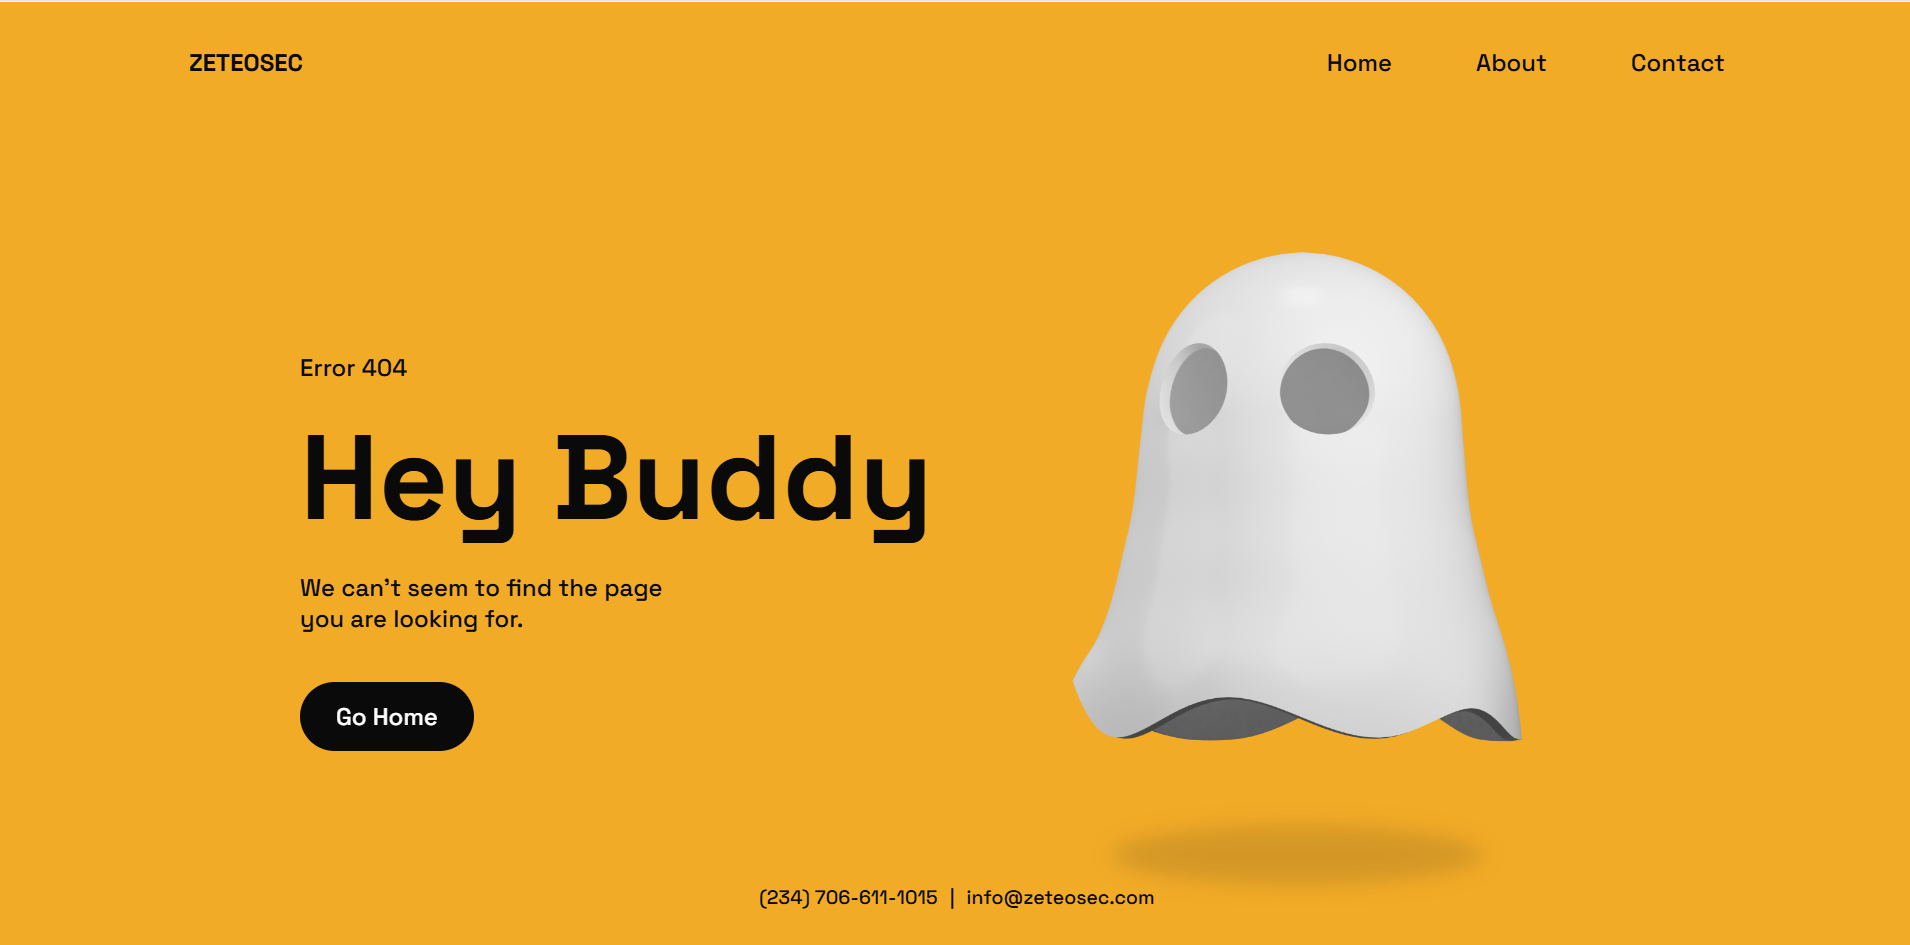 ZETEOSEC
Home About Contact
Error 404
Hey Buddy
We can’t seem to find the page
you are looking for.
Go Home
(234) 706-611-1015 | info@zeteosec.com